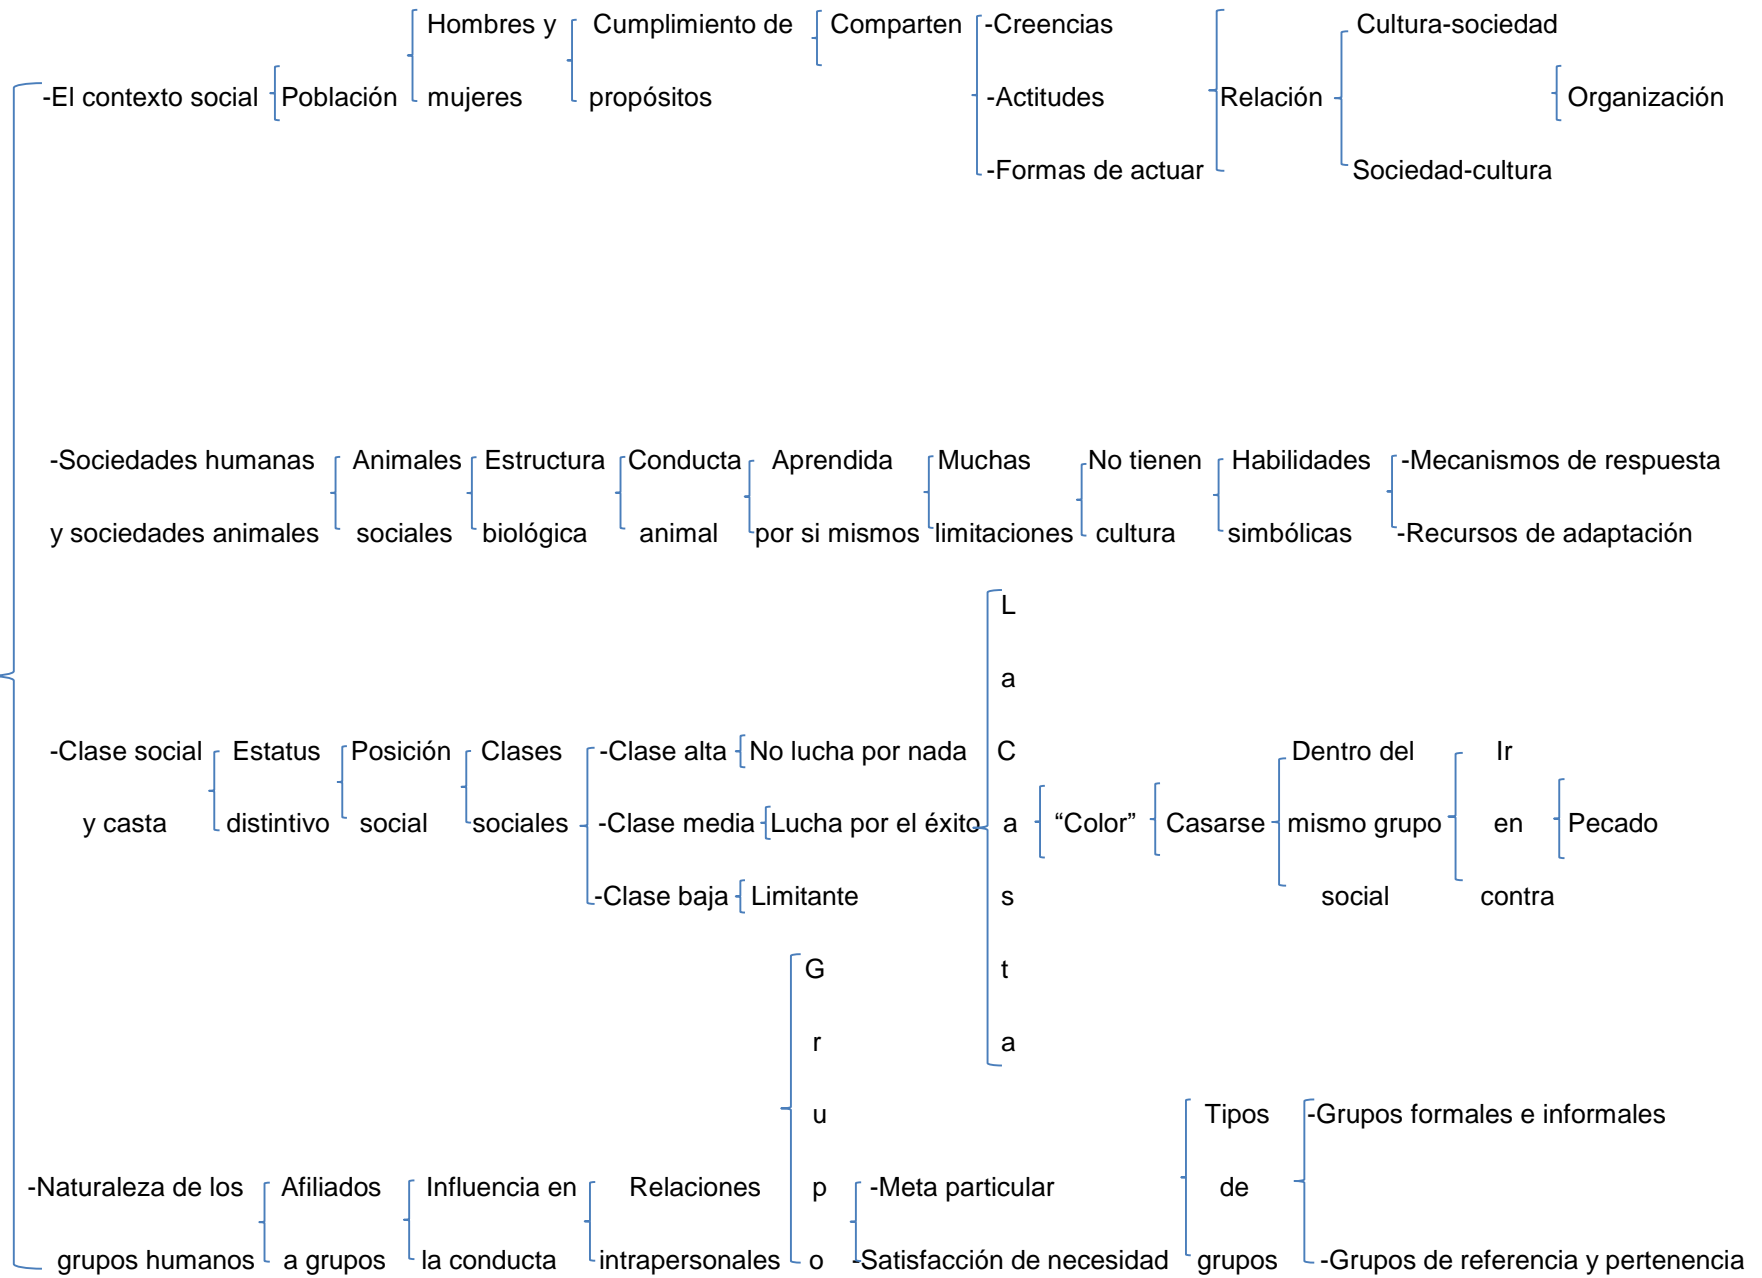 Hombres y Cumplimiento de Comparten -Creencias Cultura-sociedad
-El contexto social Población mujeres propósitos -Actitudes Relación Organización
-Formas de actuar Sociedad-cultura
-Sociedades humanas Animales Estructura Conducta Aprendida Muchas No tienen Habilidades -Mecanismos de respuesta
y sociedades animales sociales biológica animal por si mismos limitaciones cultura simbólicas -Recursos de adaptación
L
a
-Clase social Estatus Posición Clases -Clase alta No lucha por nada C Dentro del Ir
y casta distintivo social sociales -Clase media Lucha por el éxito a “Color” Casarse mismo grupo en Pecado
-Clase baja Limitante s social contra
G t
r a
u Tipos -Grupos formales e informales
-Naturaleza de los Afiliados Influencia en Relaciones p -Meta particular de
grupos humanos a grupos la conducta intrapersonales o -Satisfacción de necesidad grupos -Grupos de referencia y pertenencia